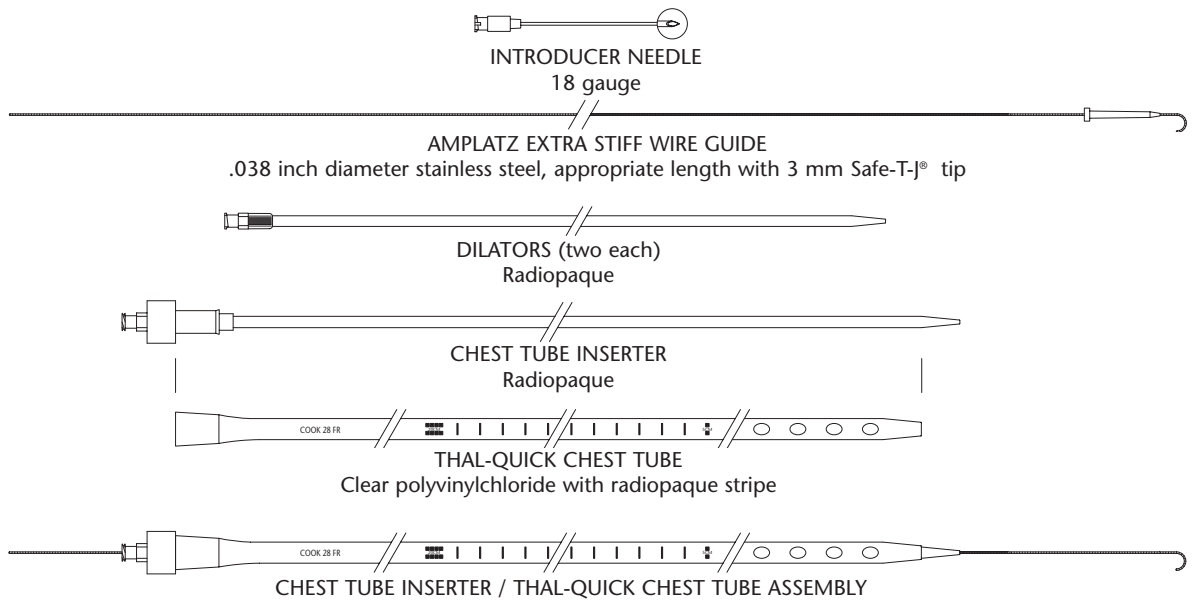 INTRODUCER NEEDLE
18 gauge
AMPLATZ EXTRA STIFF WIRE GUIDE
.038 inch diameter stainless steel, appropriate length with 3 mm Safe-T-J® tip
DILATORS (two each)
Radiopaque
CHEST TUBE INSERTER
Radiopaque
COOK 28 FR
THAL-QUICK CHEST TUBE
Clear polyvinylchloride with radiopaque stripe
COOK 28 FR
CHEST TUBE INSERTER / THAL-QUICK CHEST TUBE ASSEMBLY